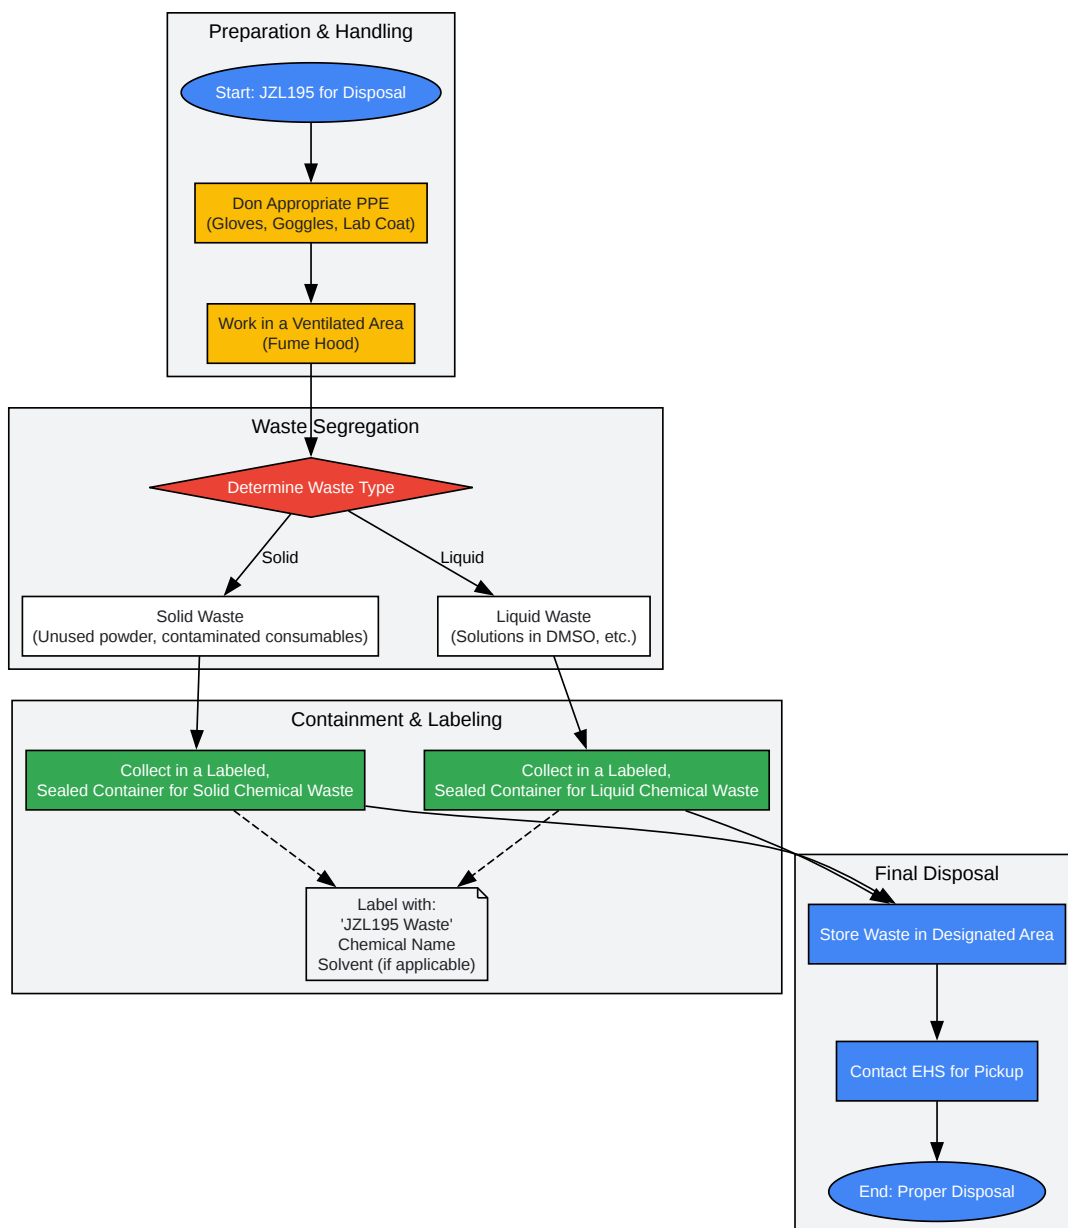 Preparation & Handling
Start: JZL195 for Disposal
Don Appropriate PPE
(Gloves, Goggles, Lab Coat)
Work in a Ventilated Area
(Fume Hood)
Waste Segregation
Determine Waste Type
Solid
Liquid
Solid Waste
(Unused powder, contaminated consumables)
Liquid Waste
(Solutions in DMSO, etc.)
Containment & Labeling
Collect in a Labeled,
Sealed Container for Solid Chemical Waste
Collect in a Labeled,
Sealed Container for Liquid Chemical Waste
Label with:
'JZL195 Waste'
Chemical Name
Solvent (if applicable)
Final Disposal
Store Waste in Designated Area
Contact EHS for Pickup
End: Proper Disposal